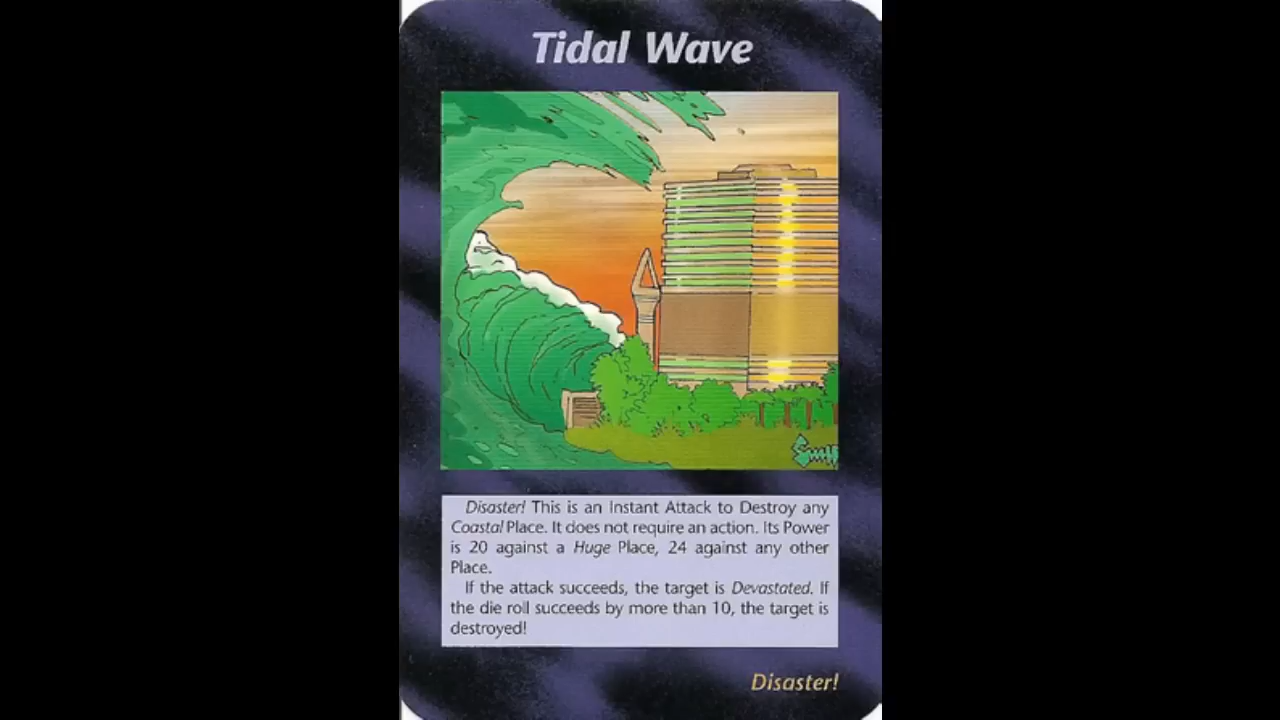 Tidal Wave
Disaster! This is an Instant Attack to Destroy any
Coastal Place. It does not require an action. Its Power
is 20 against a Huge Place, 24 against any other
Place.
If the attack succeeds, the target is Devastated. If
the die roll succeeds by more than 10, the target is
destroyed!
Disaster!